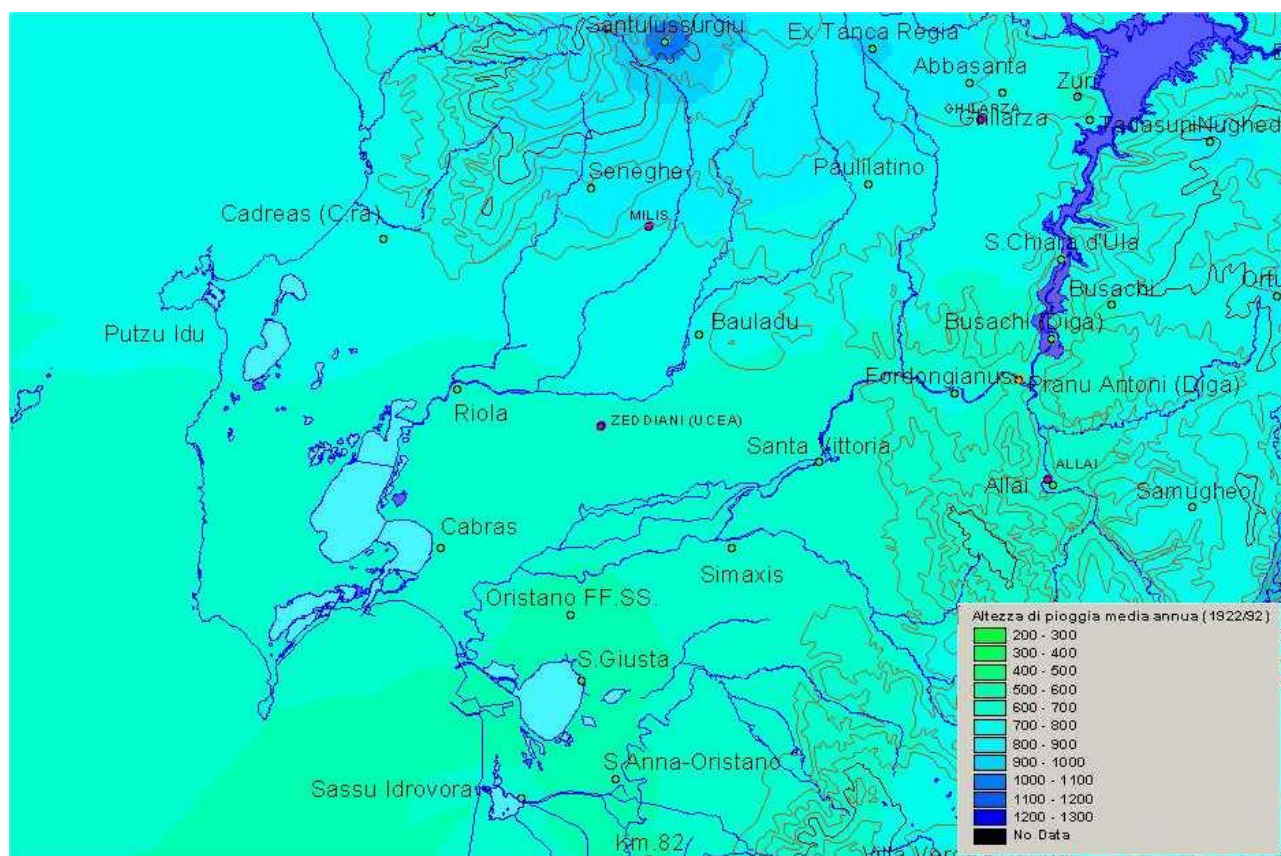 Santulussurgiu
Ex Tanca Regia
Abbasanta
Zuri
GHILARZA
Ghilarza
Tadasuni Nughed
Seneghe
Paulilatino
MILIS
Cadreas (C.ra)
S.Chiara d'Ula
Busachi
Ortu
Putzu Idu
Bauladu
Busachi (Diga)
Fordongianus
Pranu Antoni (Diga)
Riola
ZEDDIANI (UCEA)
Santa Vittoria
ALLAI
Allai
Samugheo
Cabras
Simaxis
Oristano FF.SS.
S.Giusta
S.Anna-Oristano
Sassu Idrovora
Km.82
Altezza di pioggia media annua (1922/92)
200 - 300
300 - 400
400 - 500
500 - 600
600 - 700
700 - 800
800 - 900
900 - 1000
1000 - 1100
1100 - 1200
1200 - 1300
No Data